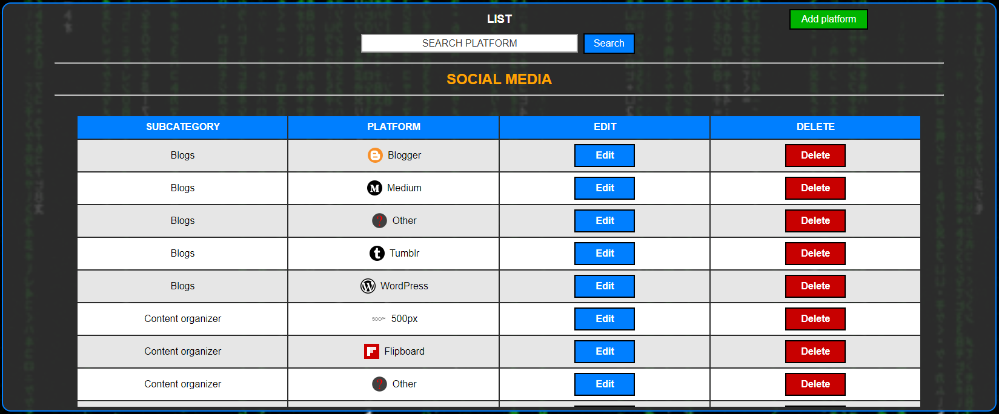 LIST
Add platform
SEARCH PLATFORM Search
SOCIAL MEDIA
SUBCATEGORY PLATFORM EDIT DELETE
Blogs Blogger Edit Delete
Blogs M Medium Edit Delete
Blogs ? Other Edit Delete
Blogs t Tumblr Edit Delete
Blogs W WordPress Edit Delete
Content organizer 500px 500px Edit Delete
Content organizer Flipboard Edit Delete
Content organizer ? Other Edit Delete